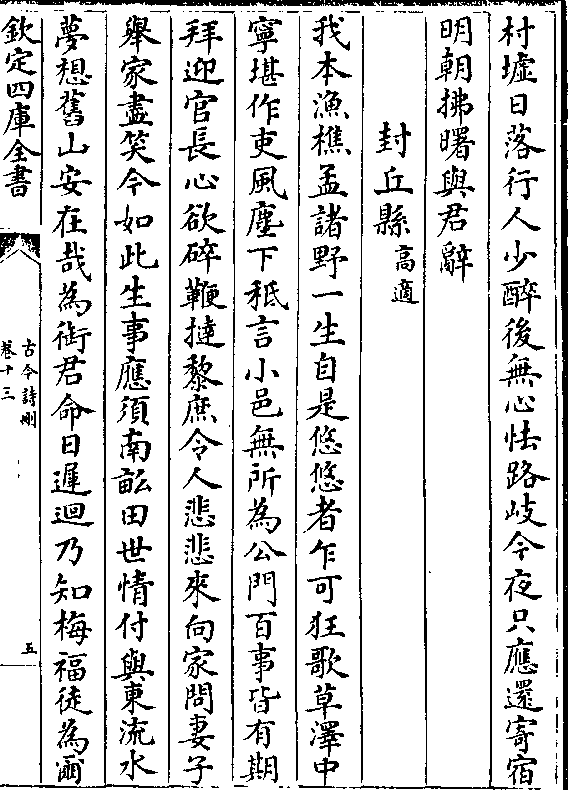 村墟日落行人少醉後無心怯路岐今夜只應還寄宿
明朝拂曙與君辭
封丘縣 高適
我本漁樵孟諸野一生自是悠悠者乍可狂歌草澤中
寧堪作吏風塵下秪言小邑無所為公門百事皆有期
拜迎官長心欲碎鞭撻黎庶令人悲悲來向家問妻子
舉家盡笑今如此生事應須南畝田世情付與東流水
夢想舊山安在哉為銜君命日遲迴乃知梅福徒為爾
欽定四庫全書
古今詩刪
卷十三
五